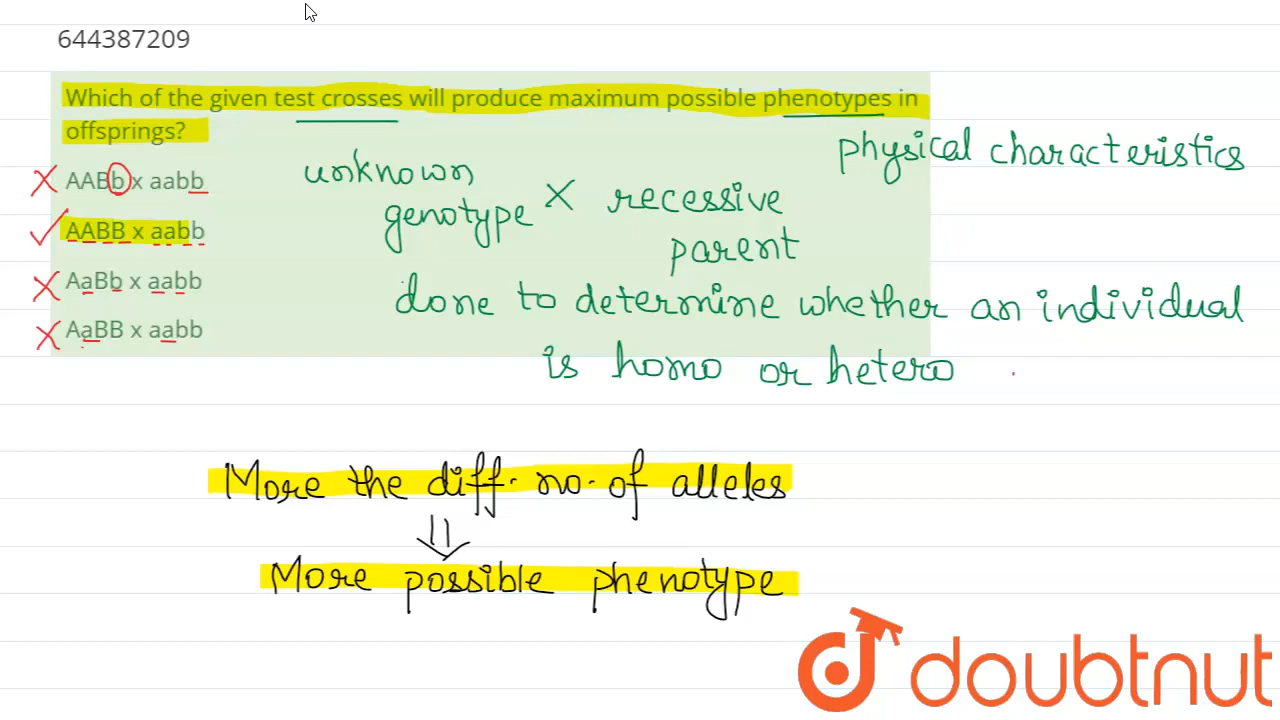 644387209
Which of the given test crosses will produce maximum possible phenotypes in
offsprings?
physical characteristics
AABb x aabb
unknown
genotype X recessive
parent
AABB x aabb
AaBb x aabb
done to determine whether an individual
AaBB x aabb
is homo or hetero
More the diff. no. of alleles
More possible phenotype
doubtnut